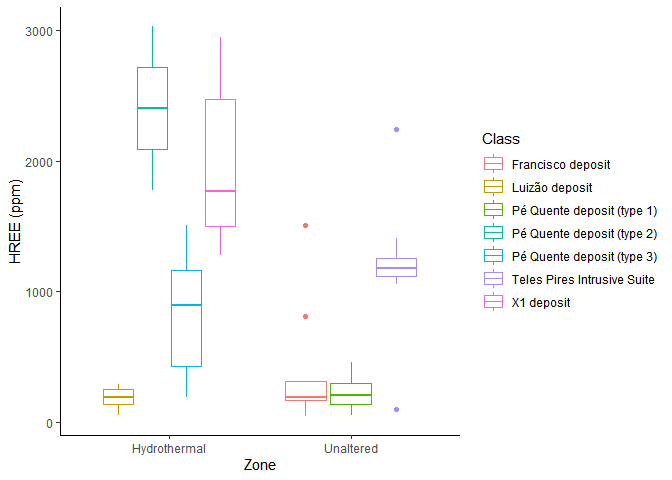 HREE (ppm)
3000
2000
1000
0
Hydrothermal
Unaltered
Zone
Class
Francisco deposit
Luizão deposit
Pé Quente deposit (type 1)
Pé Quente deposit (type 2)
Pé Quente deposit (type 3)
Teles Pires Intrusive Suite
X1 deposit